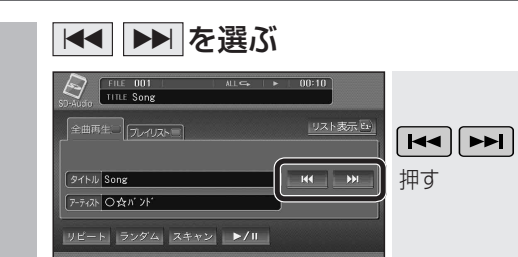 ⏮ ⏭ を選ぶ
SD-Audio FILE 001 ALL ▶ 00:10
TITLE Song
全曲再生 プレイリスト リスト表示
タイトル Song ⏮ ⏭
アーティスト ○☆バンド
リピート ランダム スキャン ▶/II
⏮ ⏭
押す